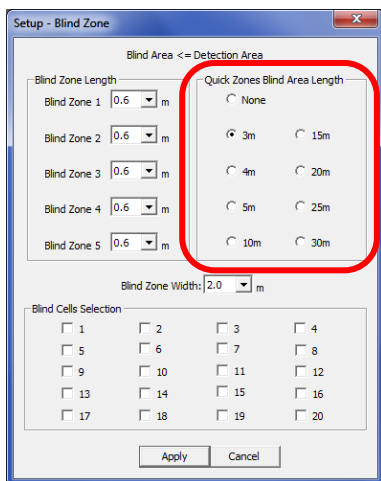 Setup - Blind Zone
Blind Area <= Detection Area
Blind Zone Length
Blind Zone 1 0.6 m
Blind Zone 2 0.6 m
Blind Zone 3 0.6 m
Blind Zone 4 0.6 m
Blind Zone 5 0.6 m
Quick Zones Blind Area Length
None
3m 15m
4m 20m
5m 25m
10m 30m
Blind Zone Width: 2.0 m
Blind Cells Selection
1 2 3 4
5 6 7 8
9 10 11 12
13 14 15 16
17 18 19 20
Apply Cancel